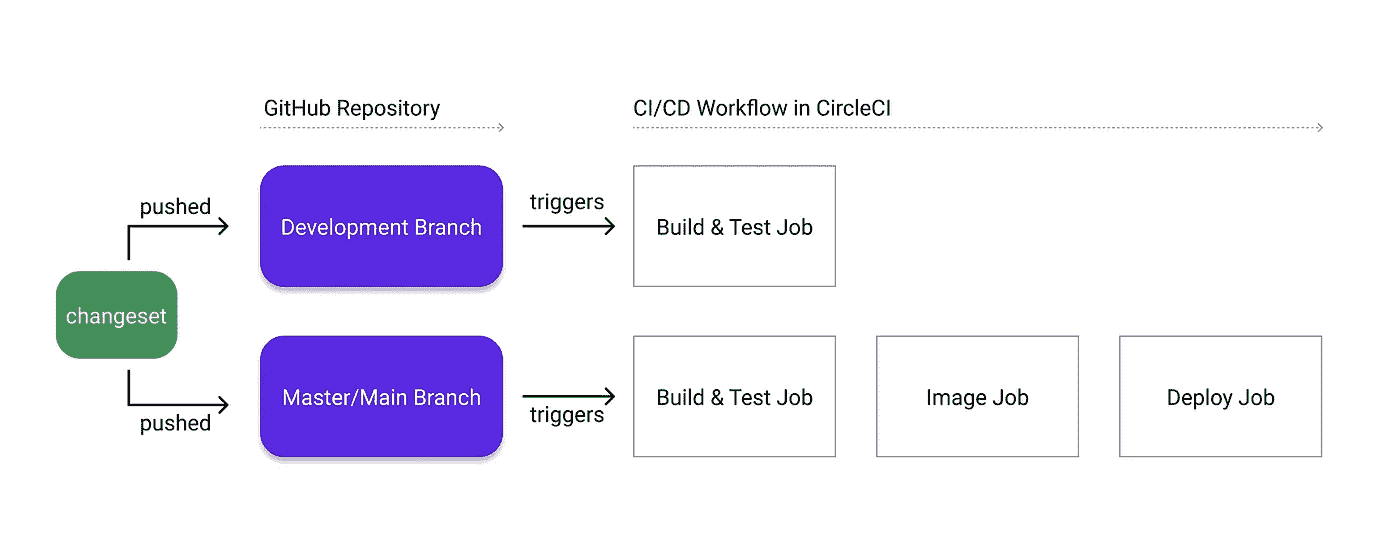 GitHub Repository
CI/CD Workflow in CircleCI
pushed
Development Branch
triggers
Build & Test Job
changeset
pushed
Master/Main Branch
triggers
Build & Test Job
Image Job
Deploy Job